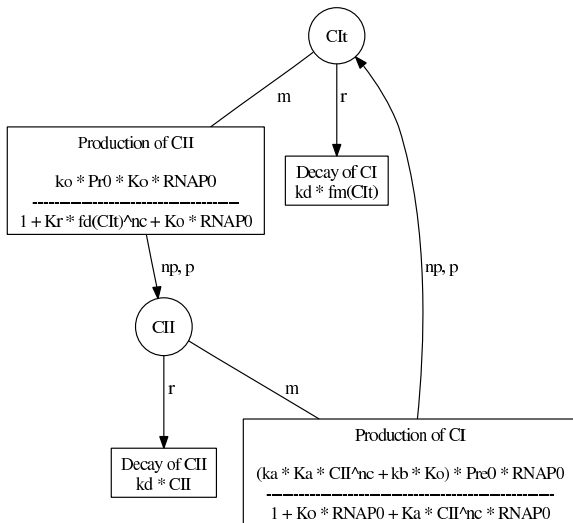 CIt
m
r
Production of CII
ko * Pr0 * Ko * RNAP0
----------------------------------------
1 + Kr * fd(CIt)^nc + Ko * RNAP0
Decay of CI
kd * fm(CIt)
np, p
np, p
CII
r
m
Decay of CII
kd * CII
Production of CI
(ka * Ka * CII^nc + kb * Ko) * Pre0 * RNAP0
-------------------------------------------------------
1 + Ko * RNAP0 + Ka * CII^nc * RNAP0